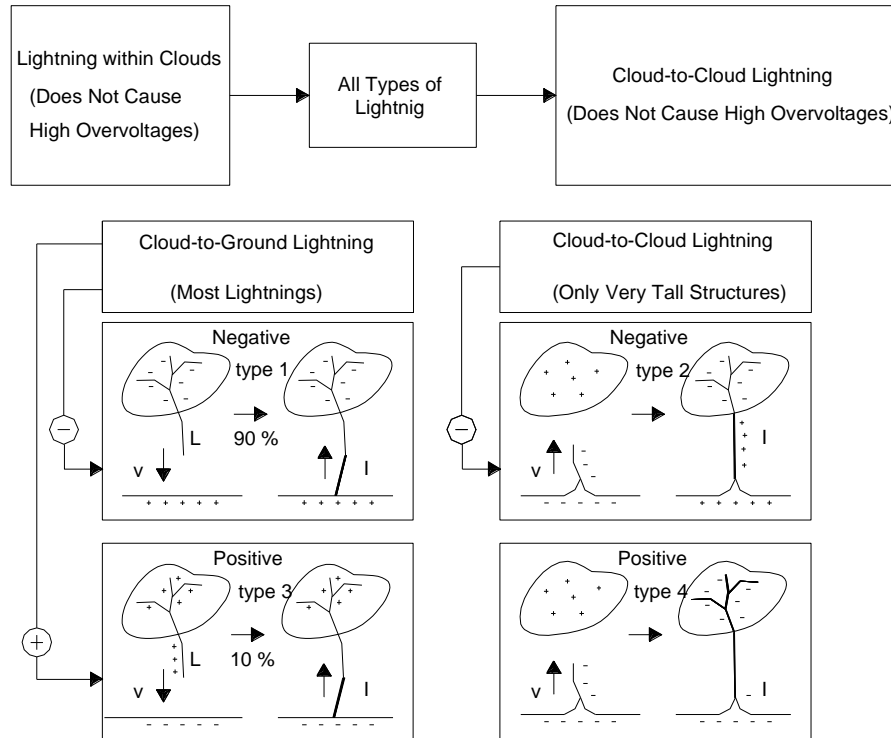 Lightning within Clouds
(Does Not Cause
High Overvoltages)
All Types of
Lightnig
Cloud-to-Cloud Lightning
(Does Not Cause High Overvoltages)
Cloud-to-Ground Lightning
(Most Lightnings)
Cloud-to-Cloud Lightning
(Only Very Tall Structures)
Negative
type 1
L
90 %
v
I
Negative
type 2
v
I
Positive
type 3
L
10 %
v
I
Positive
type 4
v
I